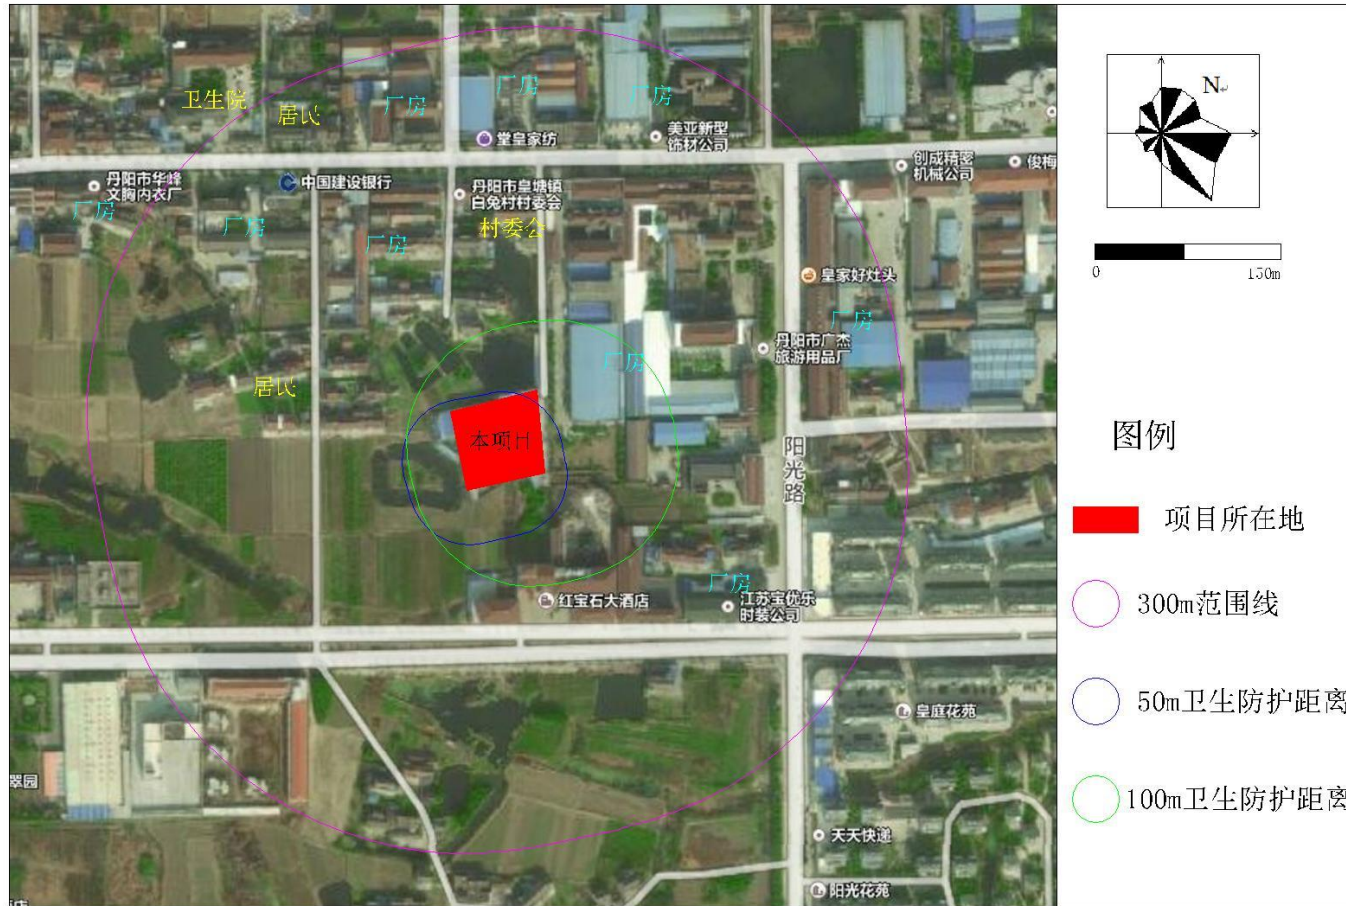 卫生院
居民
厂房
厂房
厂房
堂皇家纺
美亚新型
饰材公司
创成精密
机械公司
俊梅
丹阳市华蜂
文胸内衣厂
厂房
中国建设银行
厂房
丹阳市皇塘镇
白兔村村委会
村委会
厂房
皇家好灶头
厂房
丹阳市广杰
旅游用品厂
厂房
居民
本项目
阳光路
厂房
红宝石大酒店
江苏宝优乐
时装公司
皇庭花苑
翠园
天天快递
阳光花苑
店
N
0
150m
图例
项目所在地
300m范围线
50m卫生防护距离
100m卫生防护距离